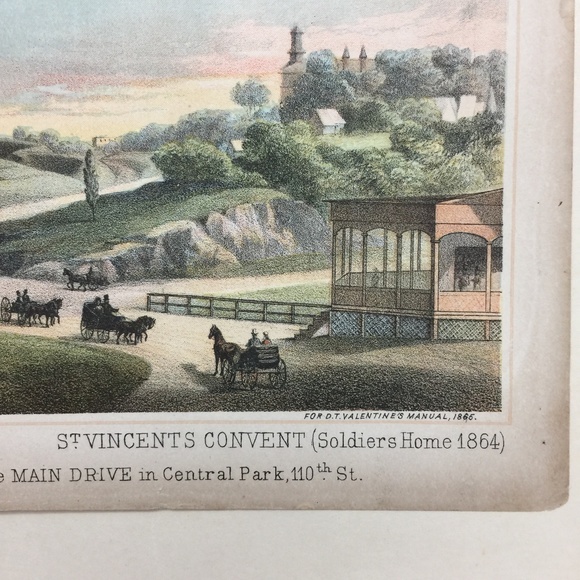 FOR D.T. VALENTINE'S MANUAL, 1865.
ST. VINCENTS CONVENT (Soldiers Home 1864)
MAIN DRIVE in Central Park, 110th. St.